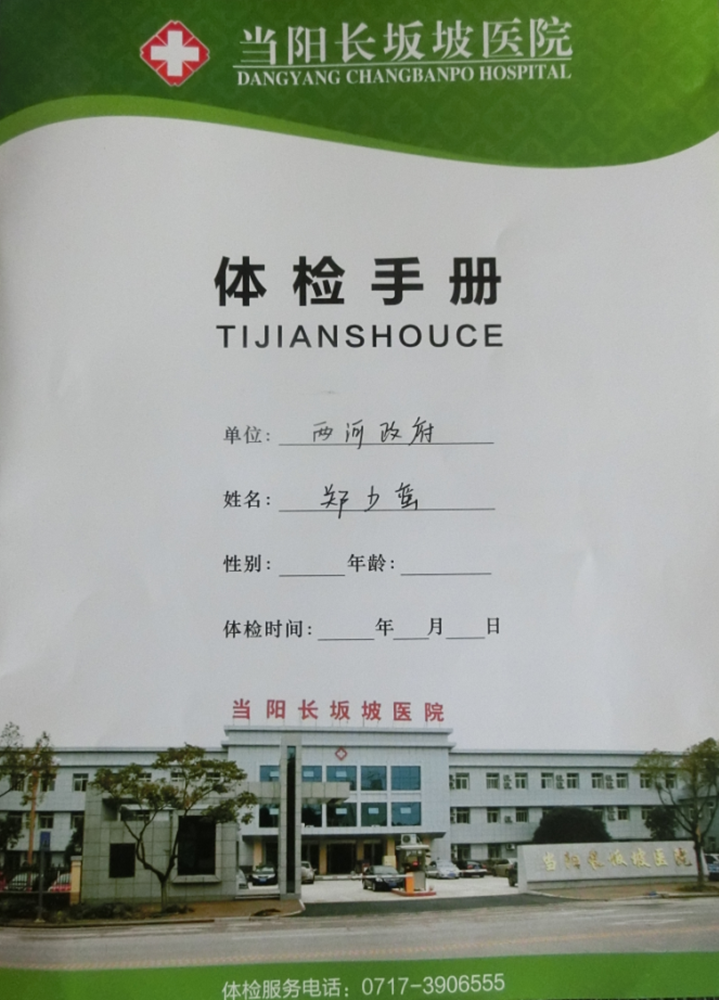 当阳长坂坡医院
DANGYANG CHANGBANPO HOSPITAL
体检手册
TIJIANSHOUCE
单位: 两河政府
姓名: 郑少
性别: 年龄:
体检时间: 年 月 日
当阳长坂坡医院
当阳长坂坡医院
体检服务电话: 0717-3906555